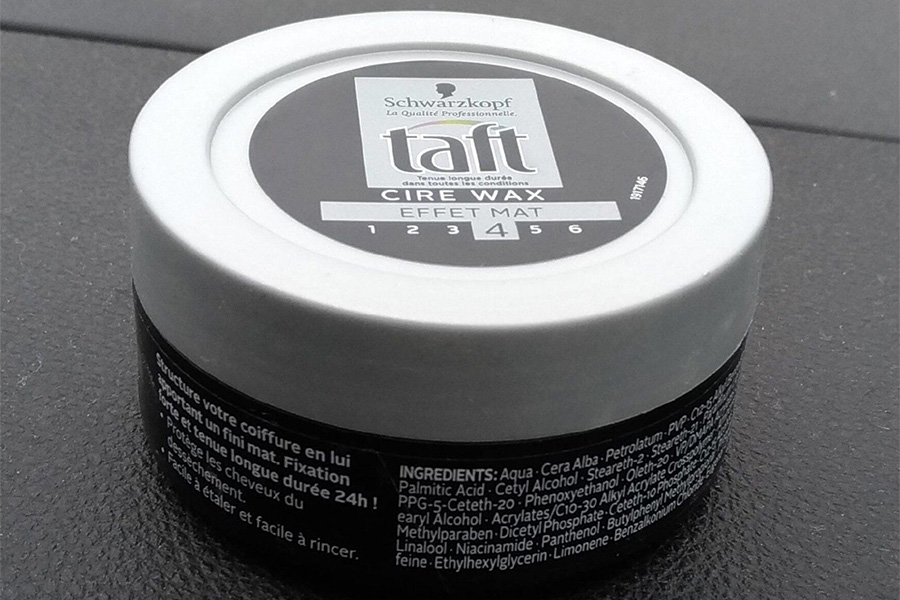 Schwarzkopf
La Qualité Professionnelle.
taft
Tenue longue durée
dans toutes les conditions
CIRE WAX
EFFET MAT
1 2 3 4 5 6
1917146
Structure votre coiffure en lui
apportant un fini mat. Fixation
forte et tenue longue durée 24h !
• Protège les cheveux du
dessèchement.
• Facile à étaler et facile à rincer.
INGREDIENTS: Aqua · Cera Alba · Petrolatum · PVP ·
Palmitic Acid · Cetyl Alcohol · Steareth-2 ·
PPG-5-Ceteth-20 · Phenoxyethanol · Oleth-20 ·
earyl Alcohol · Acrylates/C10-30 Alkyl Acrylate
Methylparaben · Dicetyl Phosphate · Ceteth-10 Phosphate
Linalool · Niacinamide · Panthenol · Butylphenyl
feine · Ethylhexylglycerin · Limonene · Benzalkonium